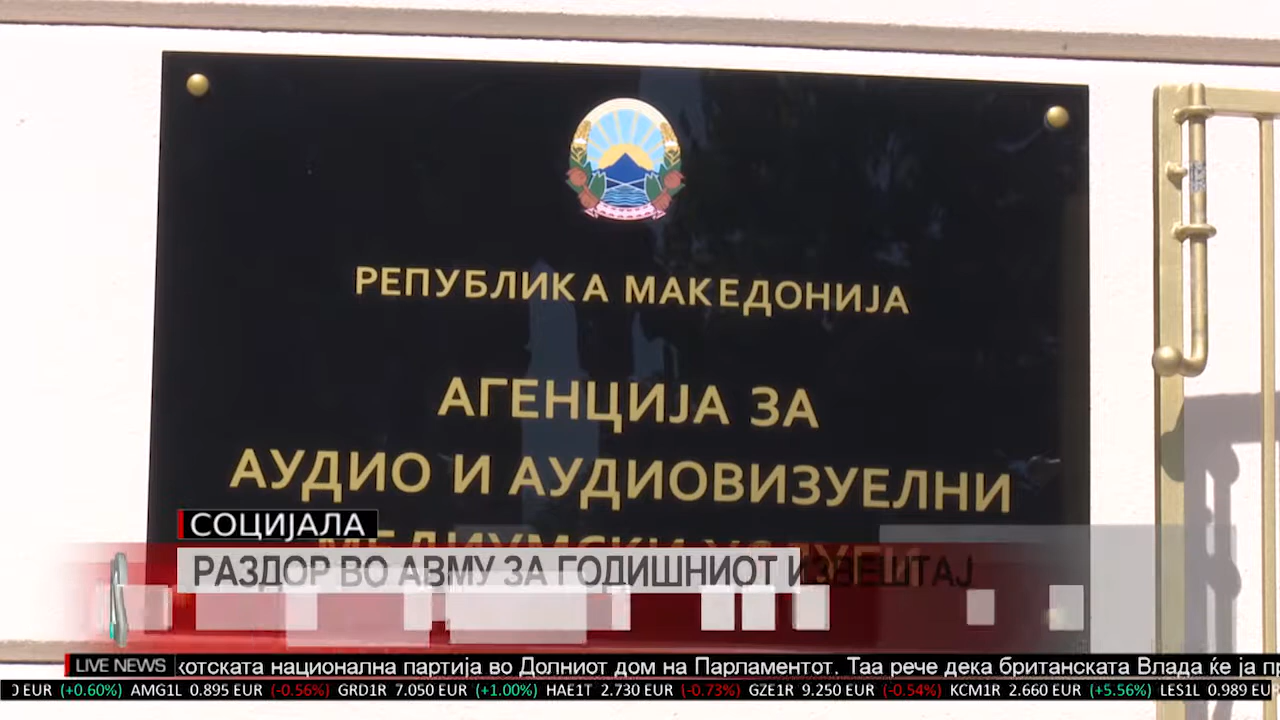 РЕПУБЛИКА МАКЕДОНИЈА
АГЕНЦИЈА ЗА
АУДИО И АУДИОВИЗУЕЛНИ
МЕДИУМСКИ УСЛУГИ
СОЦИЈАЛА
РАЗДОР ВО АВМУ ЗА ГОДИШНИОТ ИЗВЕШТАЈ
LIVE NEWS котската национална партија во Долниот дом на Парламентот. Таа рече дека британската Влада ќе ја п
0 EUR (+0.60%) AMG1L 0.895 EUR (-0.56%) GRD1R 7.050 EUR (+1.00%) HAE1T 2.730 EUR (-0.73%) GZE1R 9.250 EUR (-0.54%) KCM1R 2.660 EUR (+5.56%) LES1L 0.989 EUR